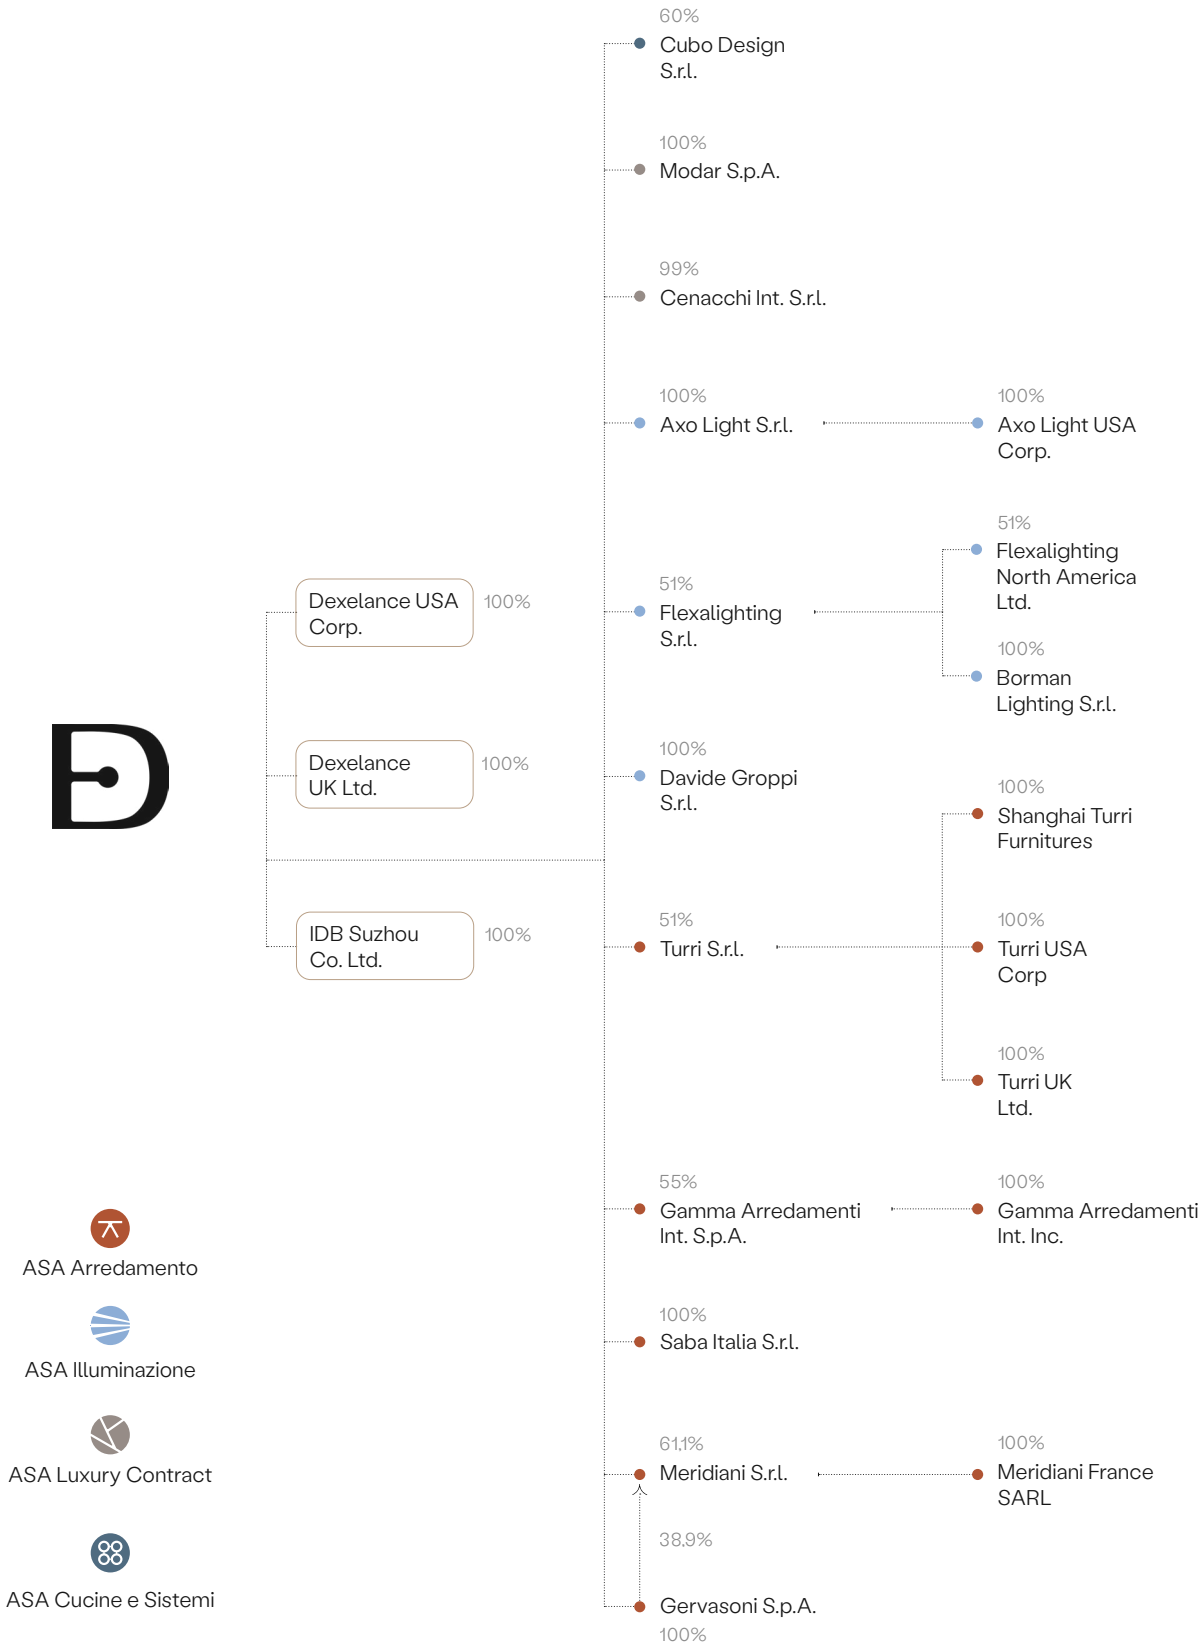 60%
Cubo Design
S.r.l.
100%
Modar S.p.A.
99%
Cenacchi Int. S.r.l.
100%
Axo Light S.r.l.
100%
Axo Light USA
Corp.
51%
Flexalighting
S.r.l.
51%
Flexalighting
North America
Ltd.
100%
Borman
Lighting S.r.l.
Dexelance USA
Corp.
100%
Dexelance
UK Ltd.
100%
IDB Suzhou
Co. Ltd.
100%
100%
Davide Groppi
S.r.l.
51%
Turri S.r.l.
100%
Shanghai Turri
Furnitures
100%
Turri USA
Corp
100%
Turri UK
Ltd.
55%
Gamma Arredamenti
Int. S.p.A.
100%
Gamma Arredamenti
Int. Inc.
100%
Saba Italia S.r.l.
61,1%
Meridiani S.r.l.
100%
Meridiani France
SARL
38,9%
Gervasoni S.p.A.
100%
ASA Arredamento
ASA Illuminazione
ASA Luxury Contract
ASA Cucine e Sistemi